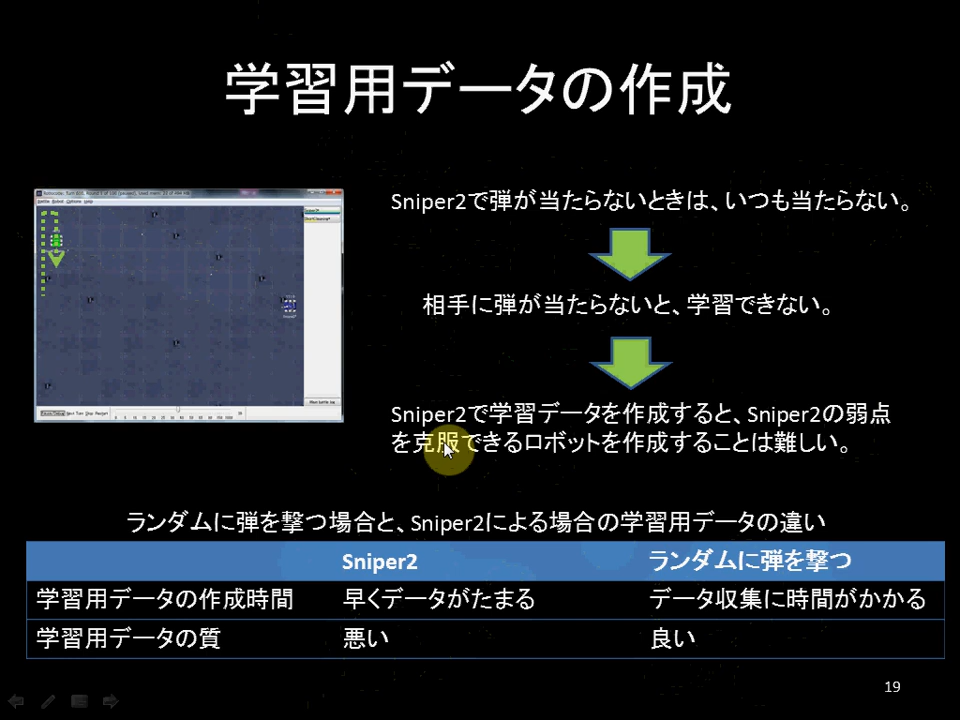 学習用データの作成
Sniper2で弾が当たらないときは、いつも当たらない。
相手に弾が当たらないと、学習できない。
Sniper2で学習データを作成すると、Sniper2の弱点
を克服できるロボットを作成することは難しい。
ランダムに弾を撃つ場合と、Sniper2による場合の学習用データの違い
Sniper2 ランダムに弾を撃つ
学習用データの作成時間 早くデータがたまる データ収集に時間がかかる
学習用データの質 悪い 良い
19